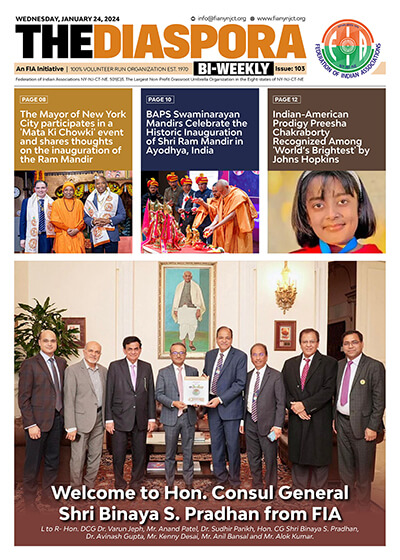 WEDNESDAY, JANUARY 24, 2024
info@fianynjct.org www.fianynjct.org
THEDIASPORA
An FIA Initiative | 100% VOLUNTEER RUN ORGANIZATION EST. 1970
BI-WEEKLY Issue: 103
FIA
FEDERATION OF INDIAN ASSOCIATIONS
Federation of Indian Associations NY-NJ-CT-NE. 501(C)3. The Largest Non Profit Grassroot Umbrella Organization in the Eight states of NY-NJ-CT-NE
PAGE 08
The Mayor of New York
City participates in a
'Mata Ki Chowki' event
and shares thoughts
on the inauguration of
the Ram Mandir
PAGE 10
BAPS Swaminarayan
Mandirs Celebrate the
Historic Inauguration
of Shri Ram Mandir in
Ayodhya, India
PAGE 12
Indian-American
Prodigy Preesha
Chakraborty
Recognized Among
'World's Brightest' by
Johns Hopkins
Welcome to Hon. Consul General
Shri Binaya S. Pradhan from FIA
L to R- Hon. DCG Dr. Varun Jeph, Mr. Anand Patel, Dr. Sudhir Parikh, Hon. CG Shri Binaya S. Pradhan,
Dr. Avinash Gupta, Mr. Kenny Desai, Mr. Anil Bansal and Mr. Alok Kumar.